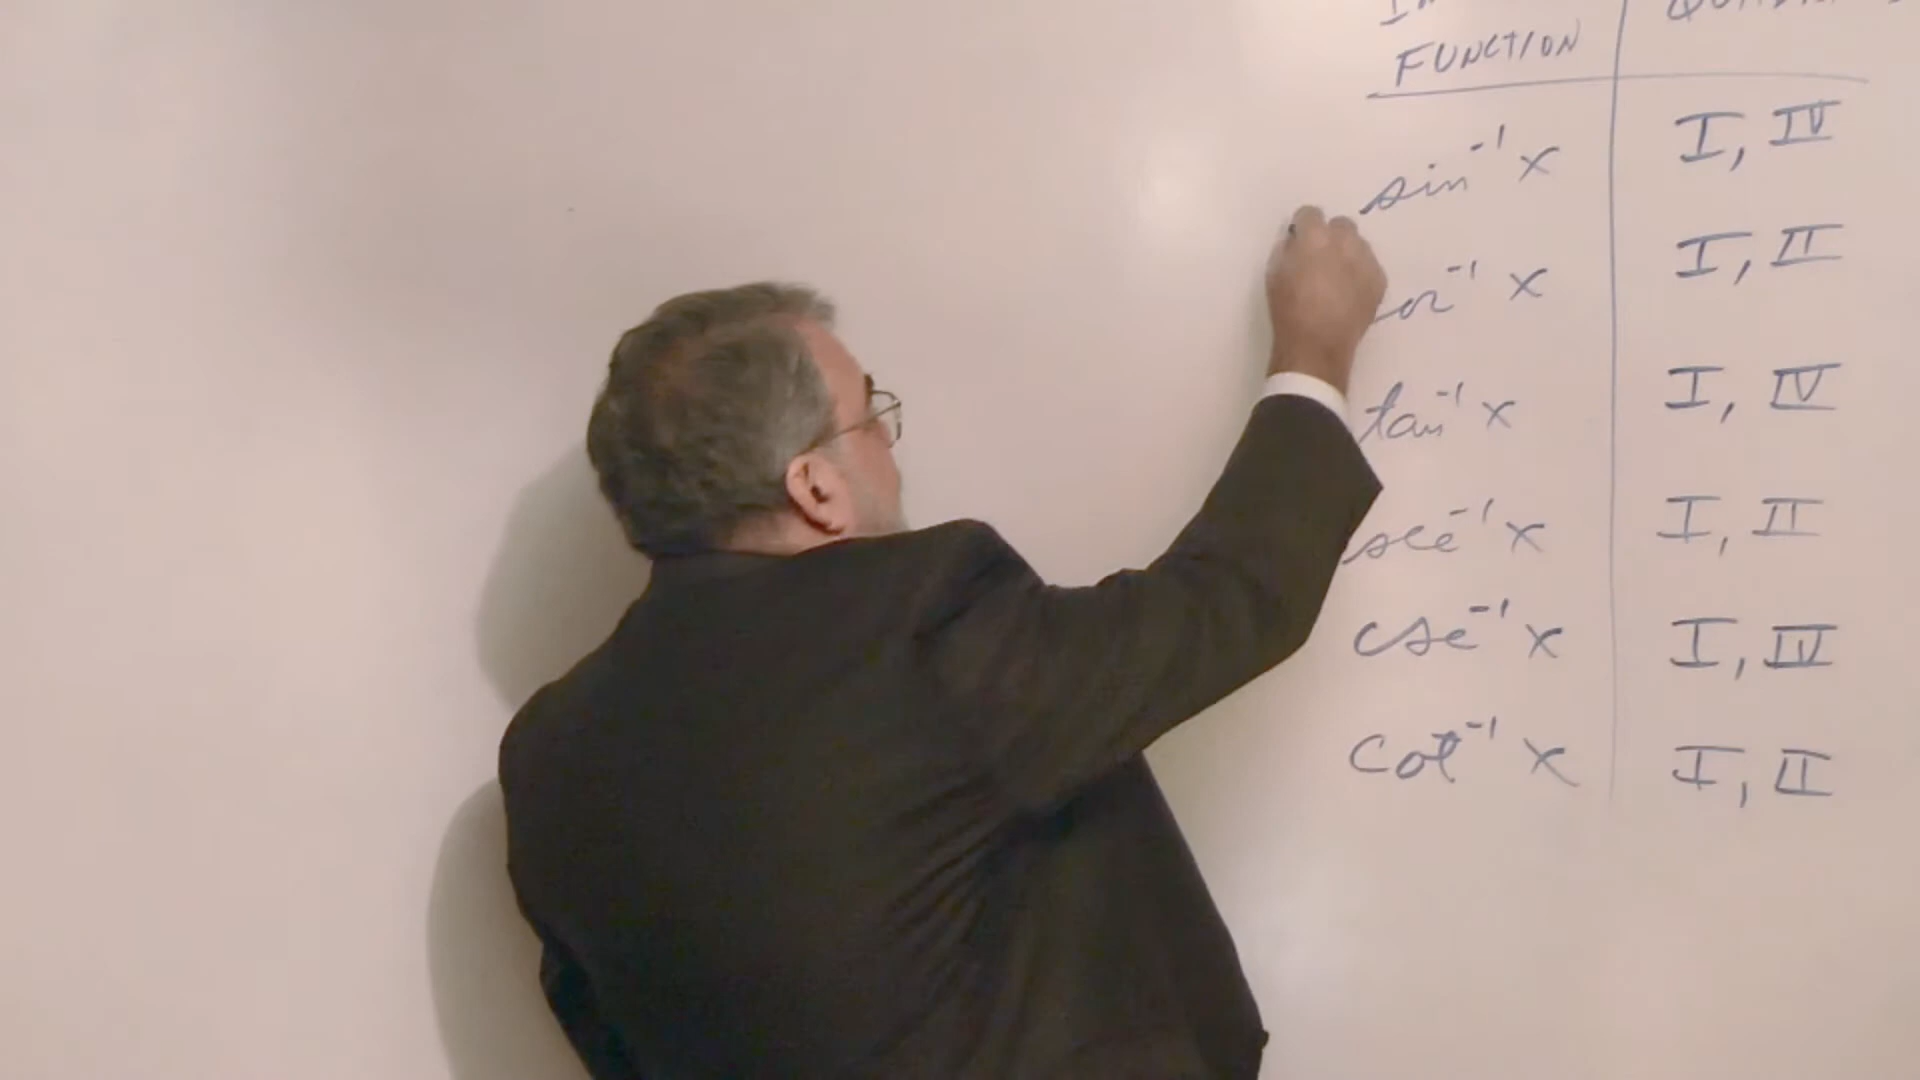 FUNCTION
sin⁻¹ x I, IV
cos⁻¹ x I, II
tan⁻¹ x I, IV
sec⁻¹ x I, II
csc⁻¹ x I, IV
cot⁻¹ x I, II